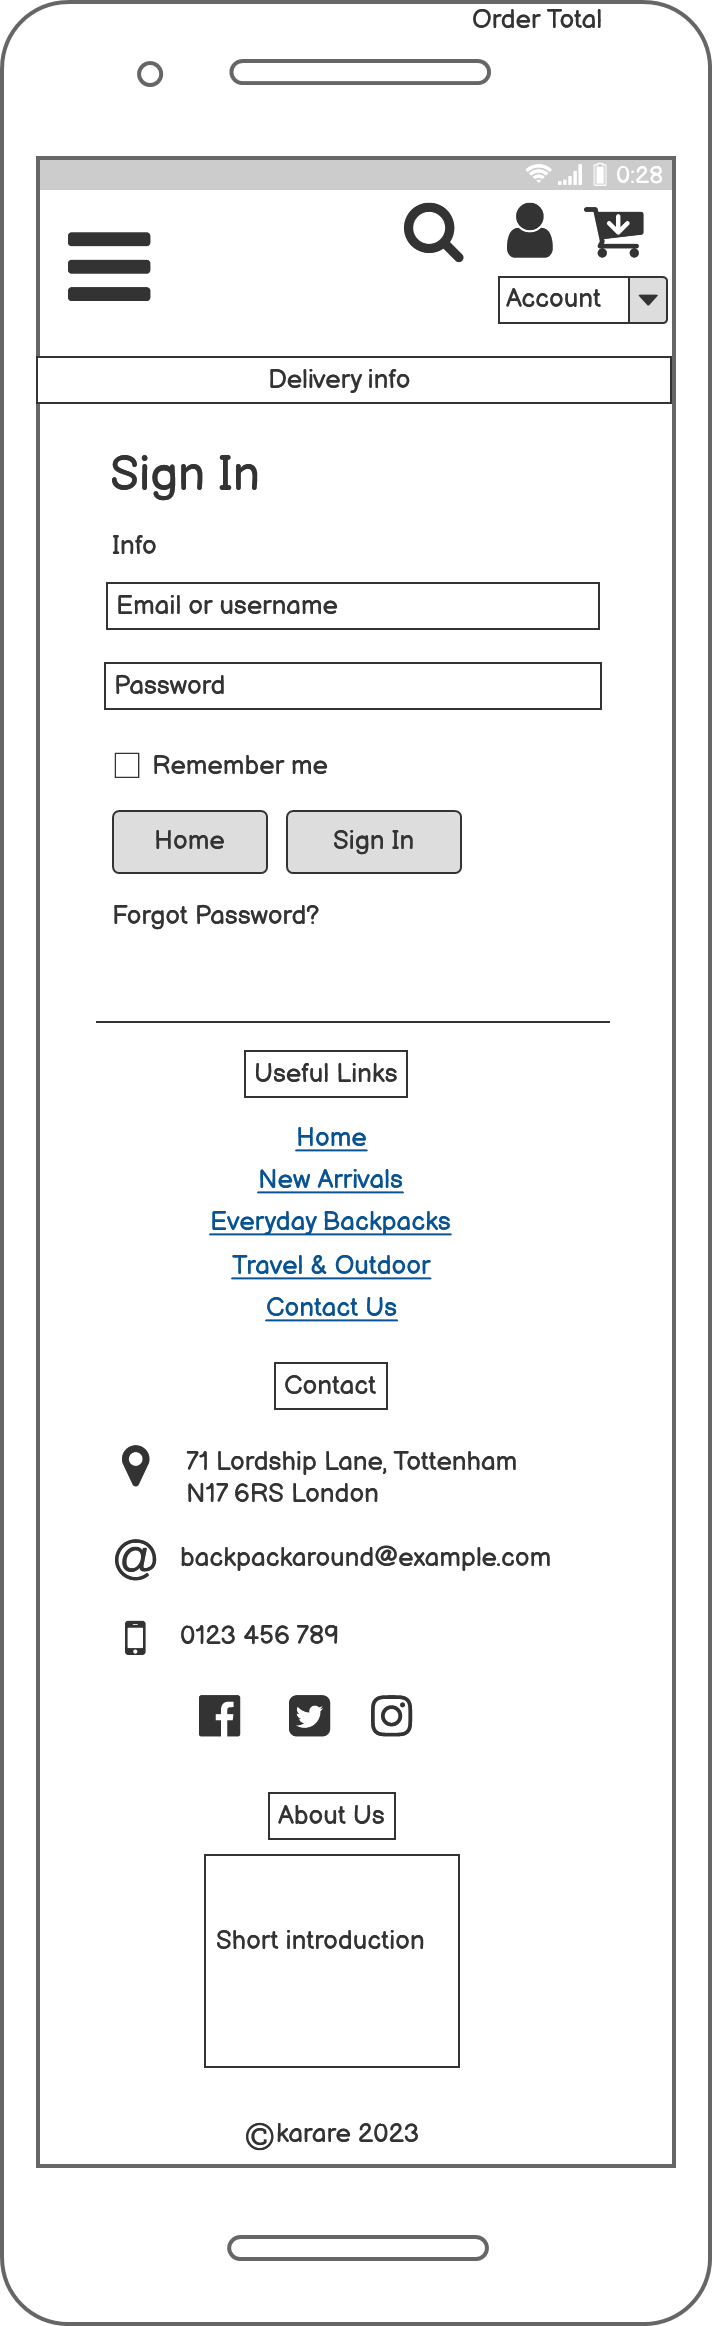 Order Total
0:28
Account
Delivery info
Sign In
Info
Email or username
Password
Remember me
Home
Sign In
Forgot Password?
Useful Links
Home
New Arrivals
Everyday Backpacks
Travel & Outdoor
Contact Us
Contact
71 Lordship Lane, Tottenham
N17 6RS London
@ backpackaround@example.com
0123 456 789
About Us
Short introduction
©karare 2023